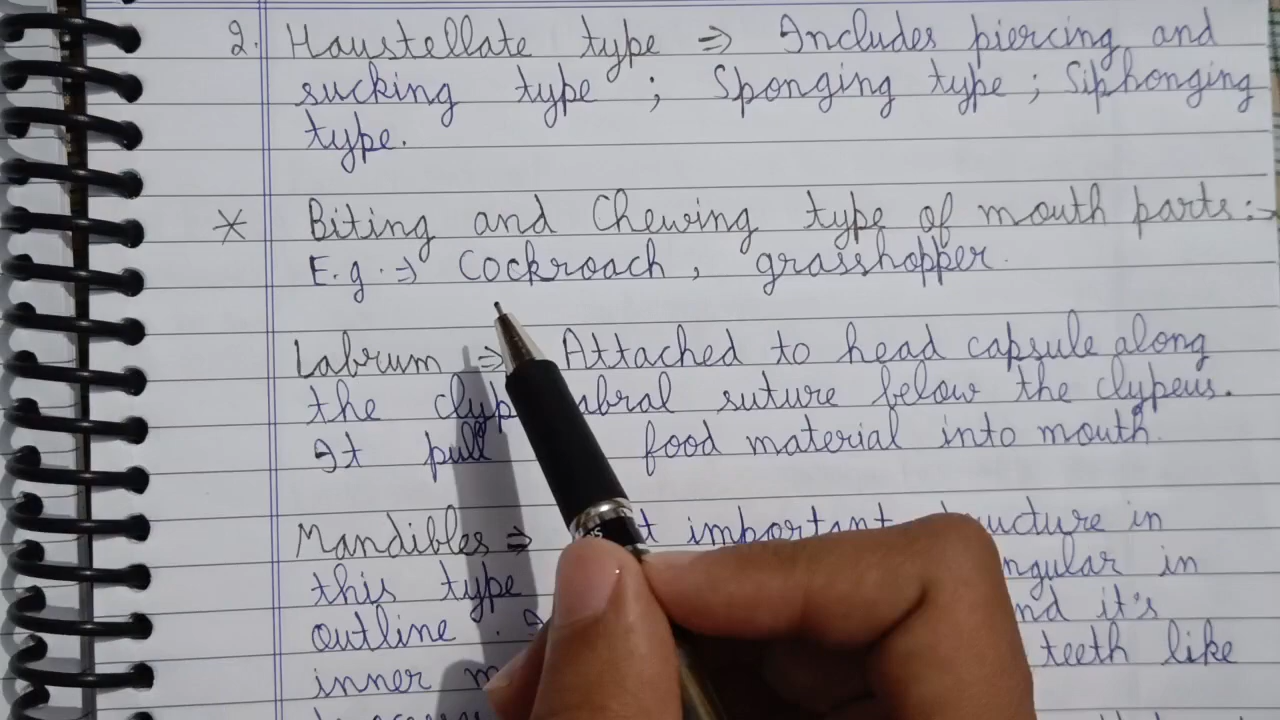 2. Haustellate type ⇒ Includes piercing and
sucking type ; Sponging type ; Siphonging
type.
* Biting and Chewing type of mouth parts:-
E.g.⇒ Cockroach, grasshopper.
Labrum ⇒ Attached to head capsule along
the clyp abral suture below the clypeus.
It pull food material into mouth.
Mandibles ⇒ t important structure in
this type ngular in
outline. nd it's
inner m teeth like